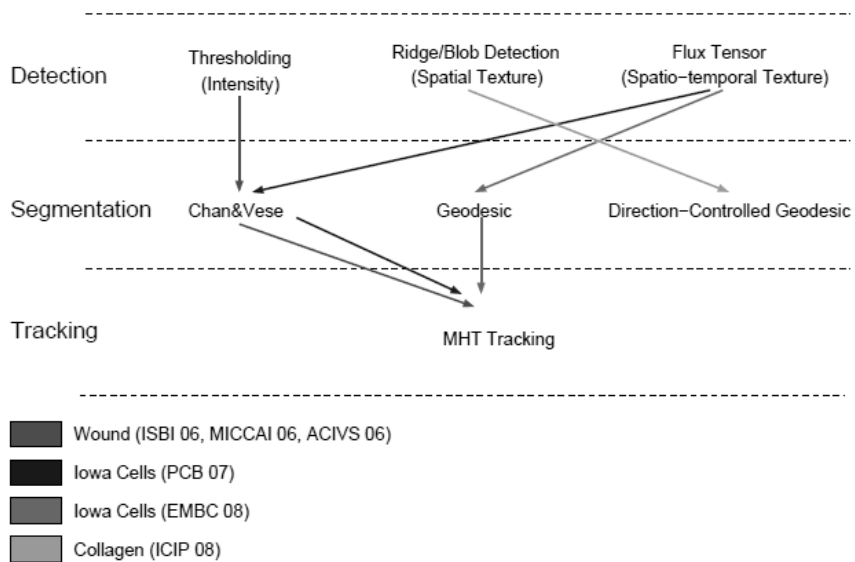 Detection
Thresholding
(Intensity)
Ridge/Blob Detection
(Spatial Texture)
Flux Tensor
(Spatio-temporal Texture)
Segmentation
Chan&Vese
Geodesic
Direction-Controlled Geodesic
Tracking
MHT Tracking
Wound (ISBI 06, MICCAI 06, ACIVS 06)
Iowa Cells (PCB 07)
Iowa Cells (EMBC 08)
Collagen (ICIP 08)